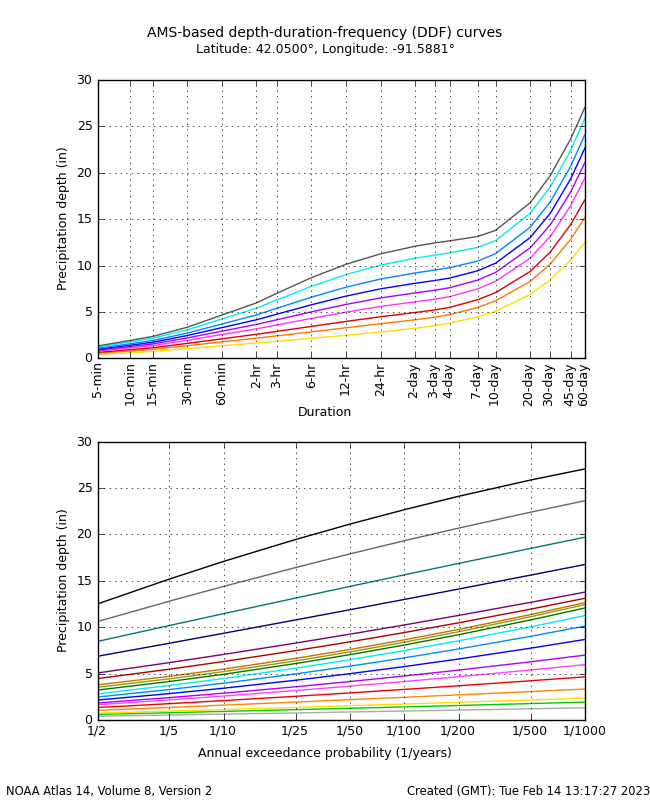 AMS-based depth-duration-frequency (DDF) curves
Latitude: 42.0500°, Longitude: -91.5881°
30
25
20
15
10
5
0
Precipitation depth (in)
5-min
10-min
15-min
30-min
60-min
2-hr
3-hr
6-hr
12-hr
24-hr
2-day
3-day
4-day
7-day
10-day
20-day
30-day
45-day
60-day
Duration
30
25
20
15
10
5
0
Precipitation depth (in)
1/2
1/5
1/10
1/25
1/50
1/100
1/200
1/500
1/1000
Annual exceedance probability (1/years)
NOAA Atlas 14, Volume 8, Version 2
Created (GMT): Tue Feb 14 13:17:27 2023